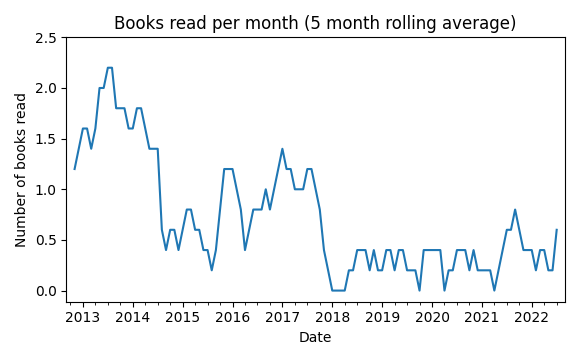 Books read per month (5 month rolling average)
Number of books read
2.5
2.0
1.5
1.0
0.5
0.0
2013 2014 2015 2016 2017 2018 2019 2020 2021 2022
Date